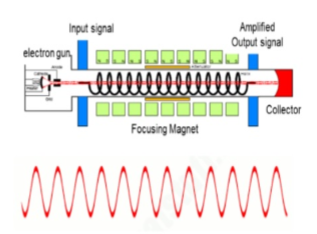 Input signal
Amplified
Output signal
electron gun
Collector
Focusing Magnet